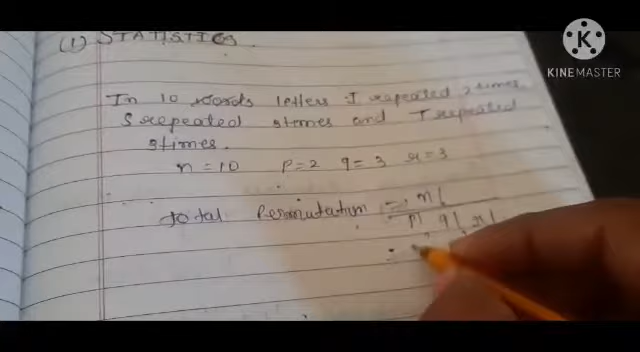 (1) STATISTICS.
In 10 words letters I repeated 2 times
S repeated 3 times and T repeated
3 times.
n = 10 p = 2 q = 3 r = 3
Total Permutation = n!
p! q! r!
=
K
KINEMASTER